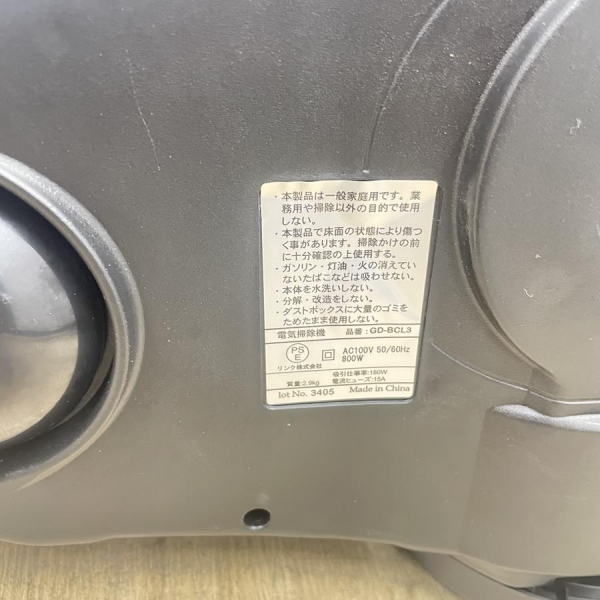 ・本製品は一般家庭用です。業
務用や掃除以外の目的で使用
しない。
・本製品で床面の状態により傷つ
く事があります。掃除かけの前
に十分確認の上使用する。
・ガソリン・灯油・火の消えてい
ないたばこなどは吸わせない。
・本体を水洗いしない。
・分解・改造をしない。
・ダストボックスに大量のゴミを
ためたまま使用しない。
電気掃除機 品番:GD-BCL3
PS
E
AC100V 50/60Hz
800W
リンク株式会社
吸引仕事率:180W
質量:2.9kg 電流ヒューズ:15A
lot No. 3405 Made in China